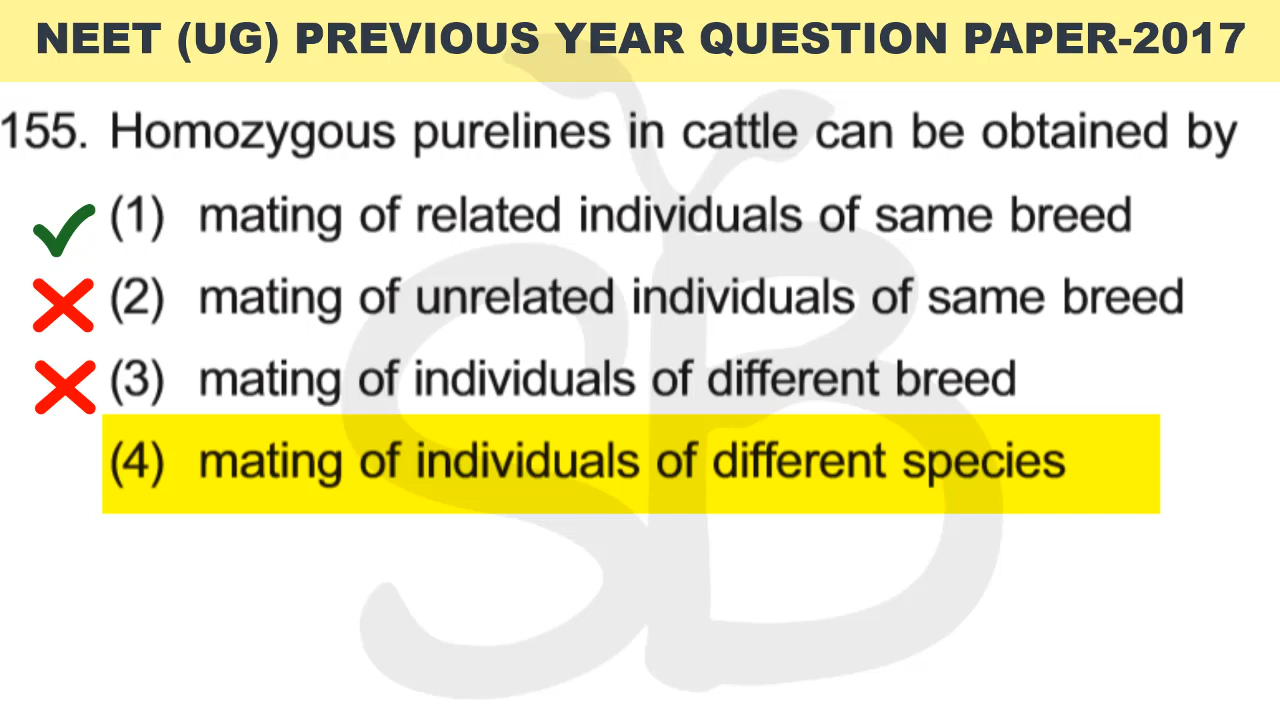 NEET (UG) PREVIOUS YEAR QUESTION PAPER-2017
155. Homozygous purelines in cattle can be obtained by
(1) mating of related individuals of same breed
(2) mating of unrelated individuals of same breed
(3) mating of individuals of different breed
(4) mating of individuals of different species
SB